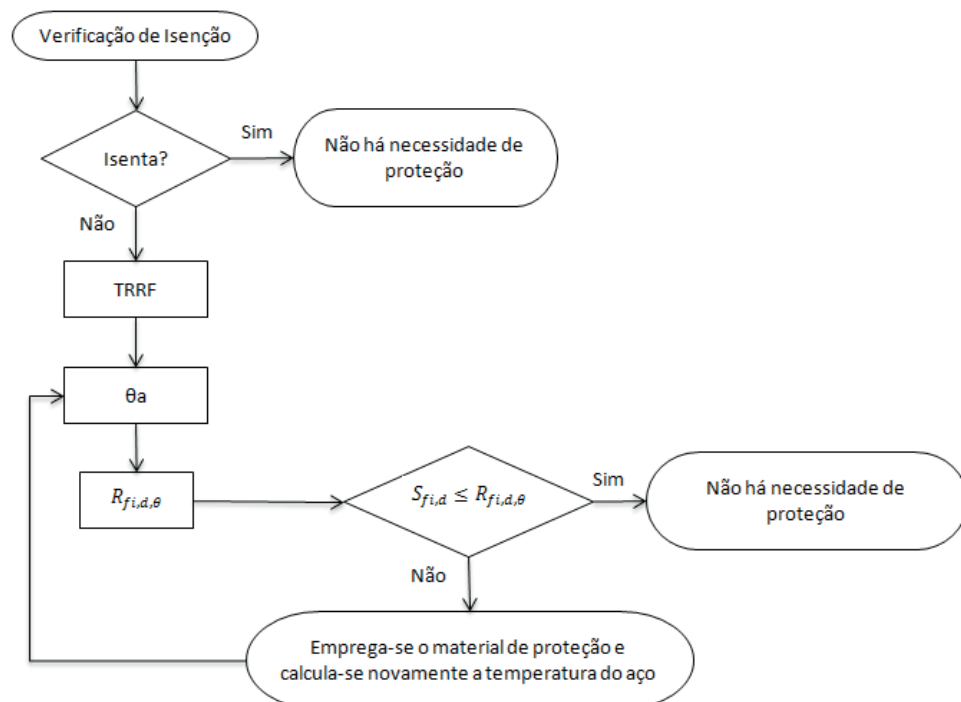 Verificação de Isenção
Isenta?
Sim
Não há necessidade de
proteção
Não
TRRF
θa
R_{fi,d,θ}
S_{fi,d} ≤ R_{fi,d,θ}
Sim
Não há necessidade de
proteção
Não
Emprega-se o material de proteção e
calcula-se novamente a temperatura do aço